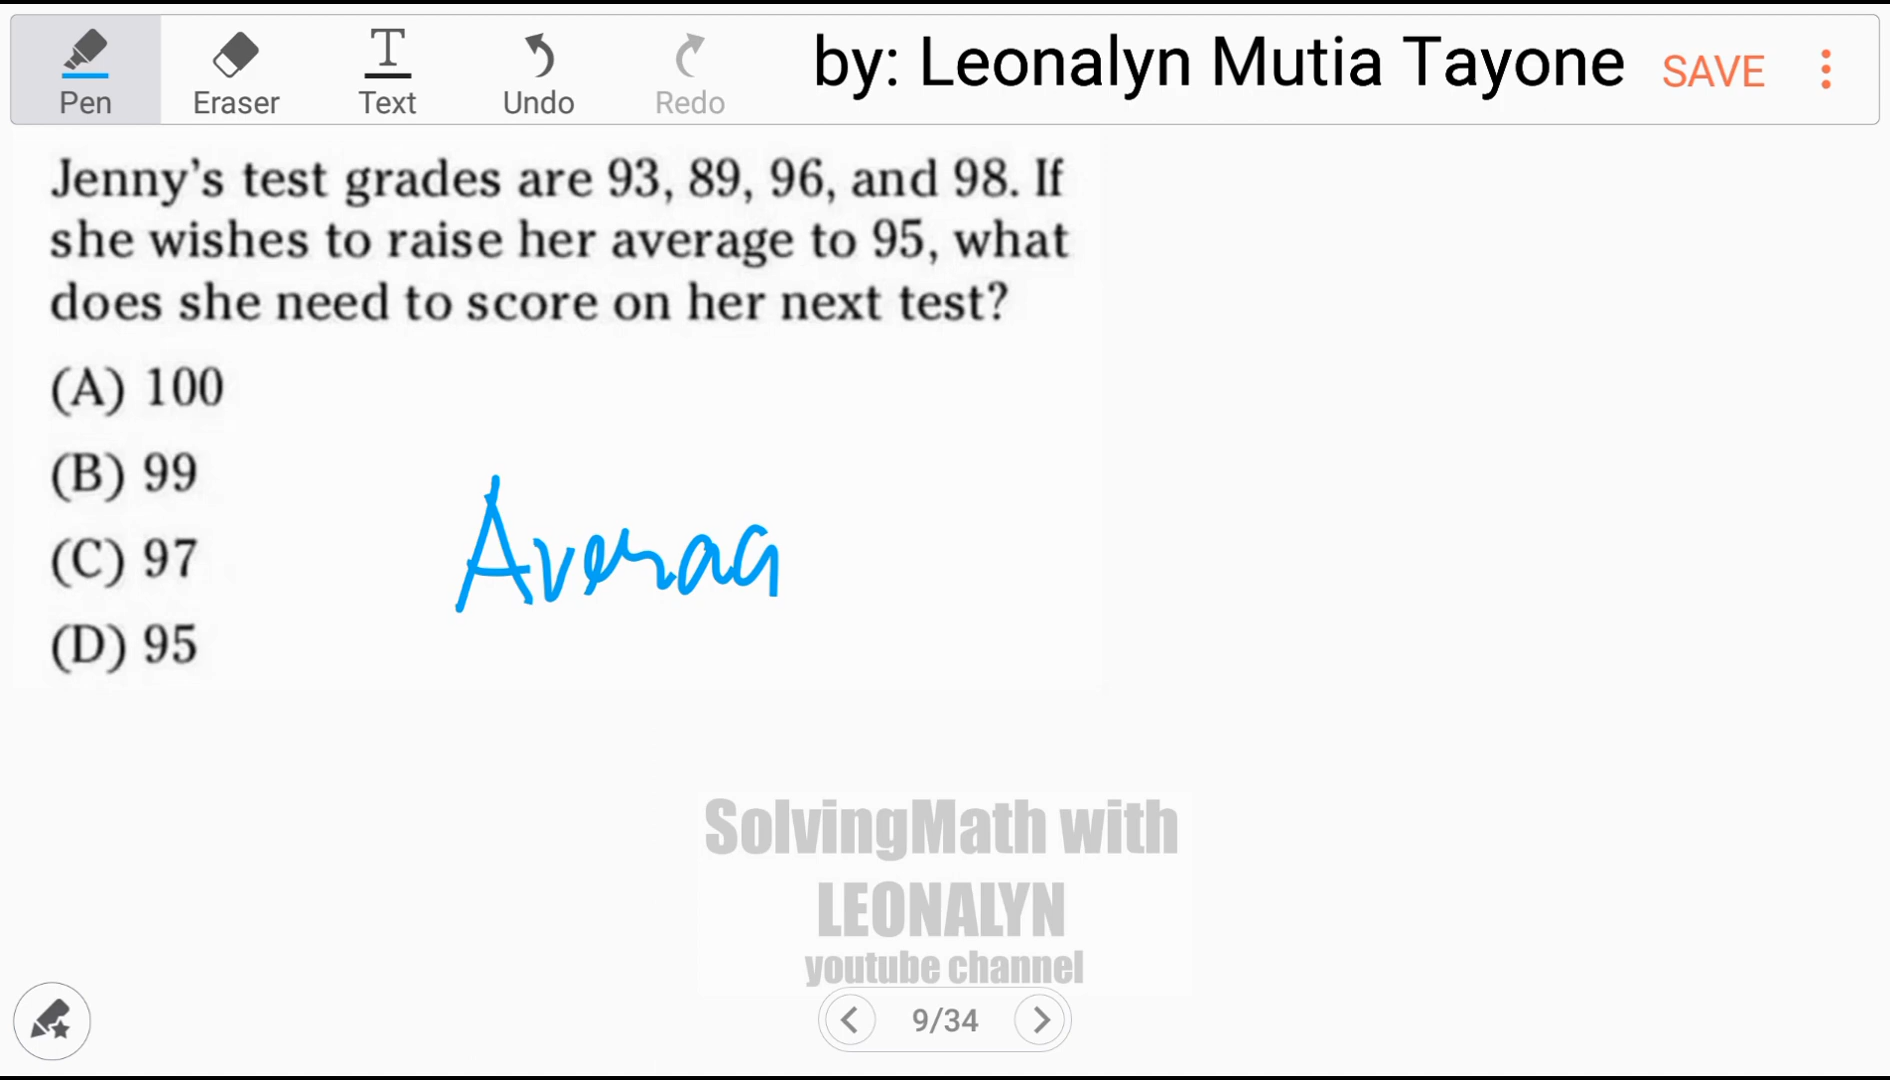 Pen
Eraser
Text
Undo
Redo
by: Leonalyn Mutia Tayone
SAVE
Jenny's test grades are 93, 89, 96, and 98. If
she wishes to raise her average to 95, what
does she need to score on her next test?
(A) 100
(B) 99
(C) 97
(D) 95
Averag
SolvingMath with
LEONALYN
youtube channel
9/34